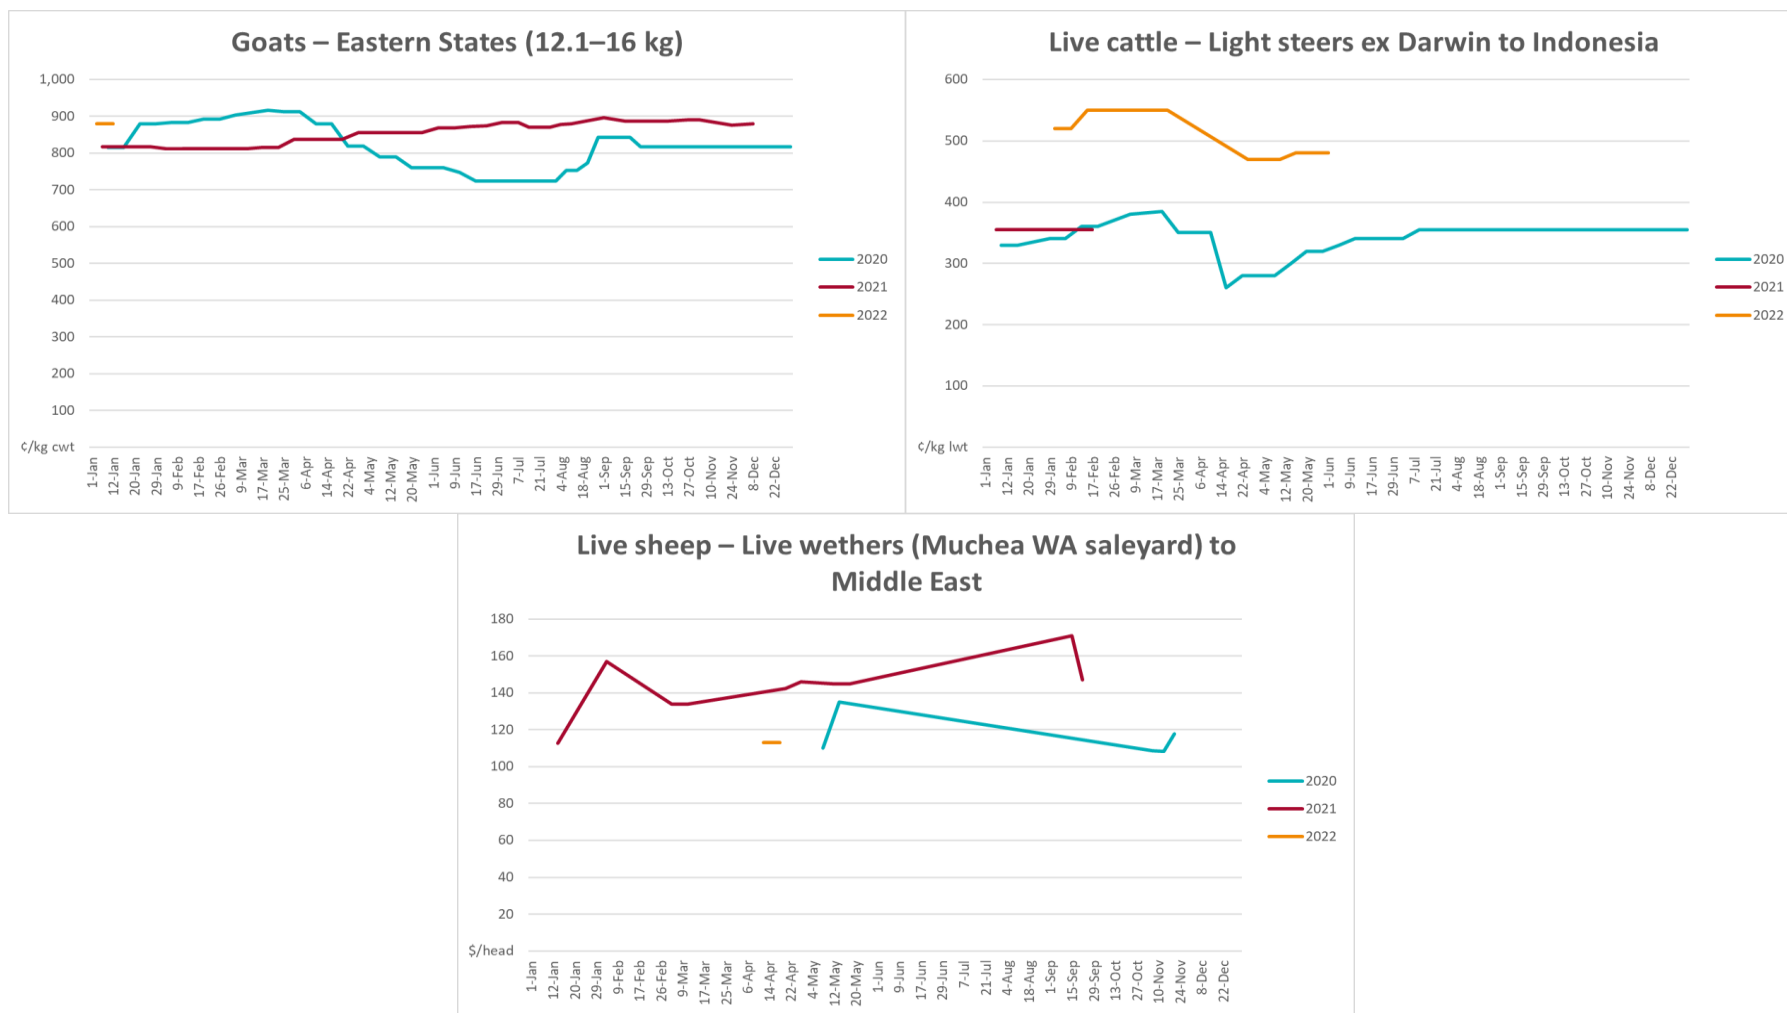 Goats – Eastern States (12.1–16 kg)
1,000
900
800
700
600
500
400
300
200
100
¢/kg cwt
1-Jan
12-Jan
20-Jan
29-Jan
9-Feb
17-Feb
26-Feb
9-Mar
17-Mar
25-Mar
6-Apr
14-Apr
22-Apr
4-May
12-May
20-May
1-Jun
9-Jun
17-Jun
29-Jun
7-Jul
21-Jul
4-Aug
18-Aug
1-Sep
15-Sep
29-Sep
13-Oct
27-Oct
10-Nov
24-Nov
8-Dec
22-Dec
2020
2021
2022
Live cattle – Light steers ex Darwin to Indonesia
600
500
400
300
200
100
¢/kg lwt
1-Jan
12-Jan
20-Jan
29-Jan
9-Feb
17-Feb
26-Feb
9-Mar
17-Mar
25-Mar
6-Apr
14-Apr
22-Apr
4-May
12-May
20-May
1-Jun
9-Jun
17-Jun
29-Jun
7-Jul
21-Jul
4-Aug
18-Aug
1-Sep
15-Sep
29-Sep
13-Oct
27-Oct
10-Nov
24-Nov
8-Dec
22-Dec
2020
2021
2022
Live sheep – Live wethers (Muchea WA saleyard) to
Middle East
180
160
140
120
100
80
60
40
20
$/head
1-Jan
12-Jan
20-Jan
29-Jan
9-Feb
17-Feb
26-Feb
9-Mar
17-Mar
25-Mar
6-Apr
14-Apr
22-Apr
4-May
12-May
20-May
1-Jun
9-Jun
17-Jun
29-Jun
7-Jul
21-Jul
4-Aug
18-Aug
1-Sep
15-Sep
29-Sep
13-Oct
27-Oct
10-Nov
24-Nov
8-Dec
22-Dec
2020
2021
2022